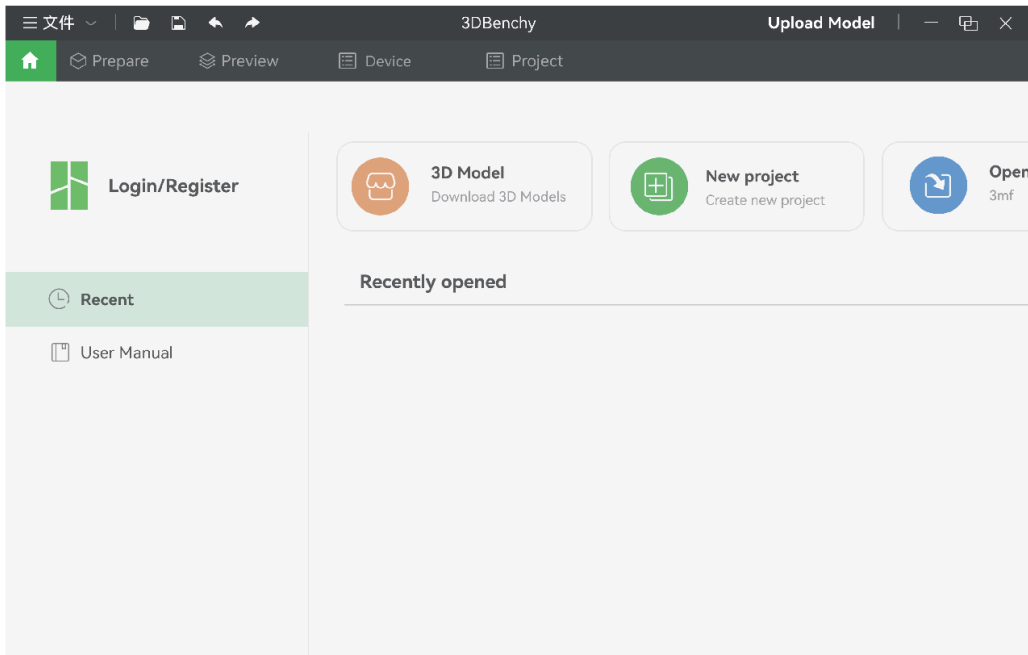 文件 3DBenchy Upload Model
Prepare Preview Device Project
Login/Register
3D Model
Download 3D Models
New project
Create new project
Open
3mf
Recently opened
Recent
User Manual